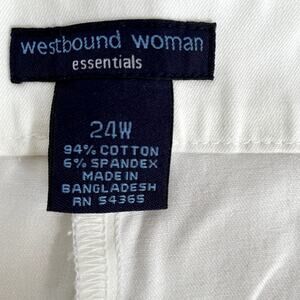 westbound woman
essentials
24W
94% COTTON
6% SPANDEX
MADE IN
BANGLADESH
RN 54365